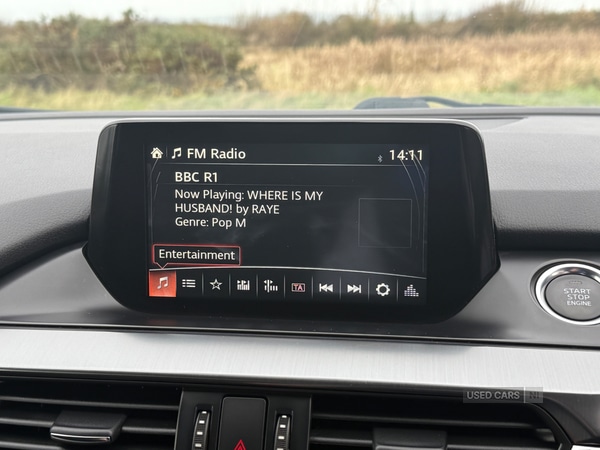 FM Radio
14:11
BBC R1
Now Playing: WHERE IS MY
HUSBAND! by RAYE
Genre: Pop M
Entertainment
TA
START
STOP
ENGINE
USED CARS NI